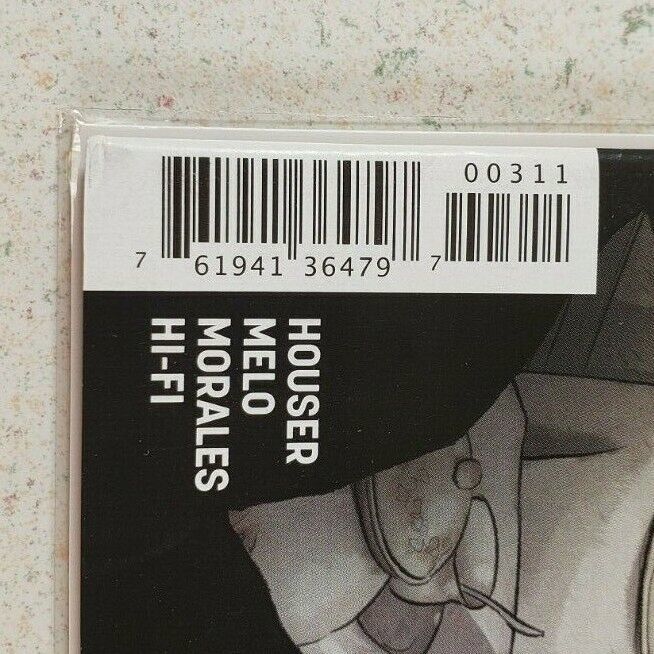 00311
7 61941 36479 7
HOUSER
MELO
MORALES
HI-FI